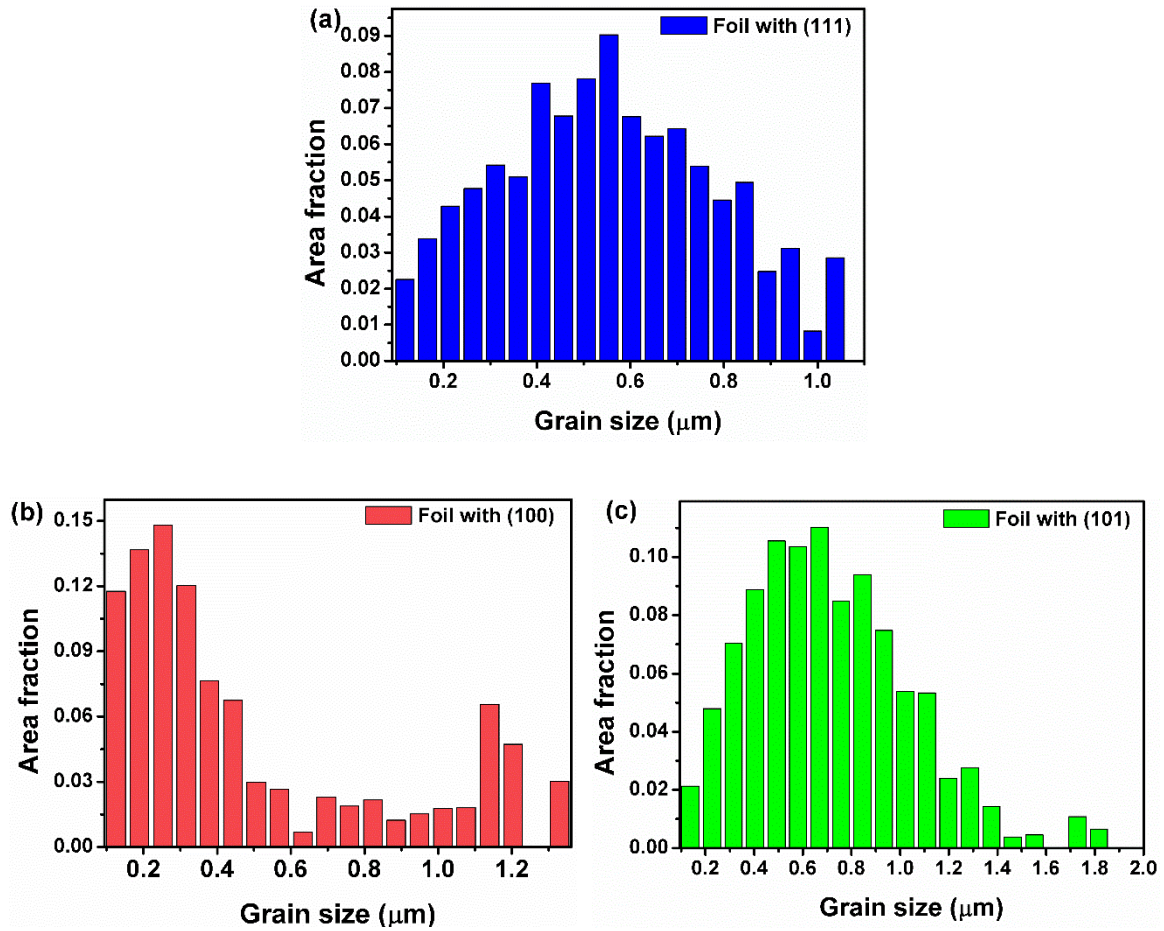 (a)
Foil with (111)
0.09
0.08
0.07
0.06
0.05
0.04
0.03
0.02
0.01
0.00
Area fraction
0.2 0.4 0.6 0.8 1.0
Grain size (μm)
(b)
Foil with (100)
0.15
0.12
0.09
0.06
0.03
0.00
Area fraction
0.2 0.4 0.6 0.8 1.0 1.2
Grain size (μm)
(c)
Foil with (101)
0.10
0.08
0.06
0.04
0.02
0.00
Area fraction
0.2 0.4 0.6 0.8 1.0 1.2 1.4 1.6 1.8 2.0
Grain size (μm)